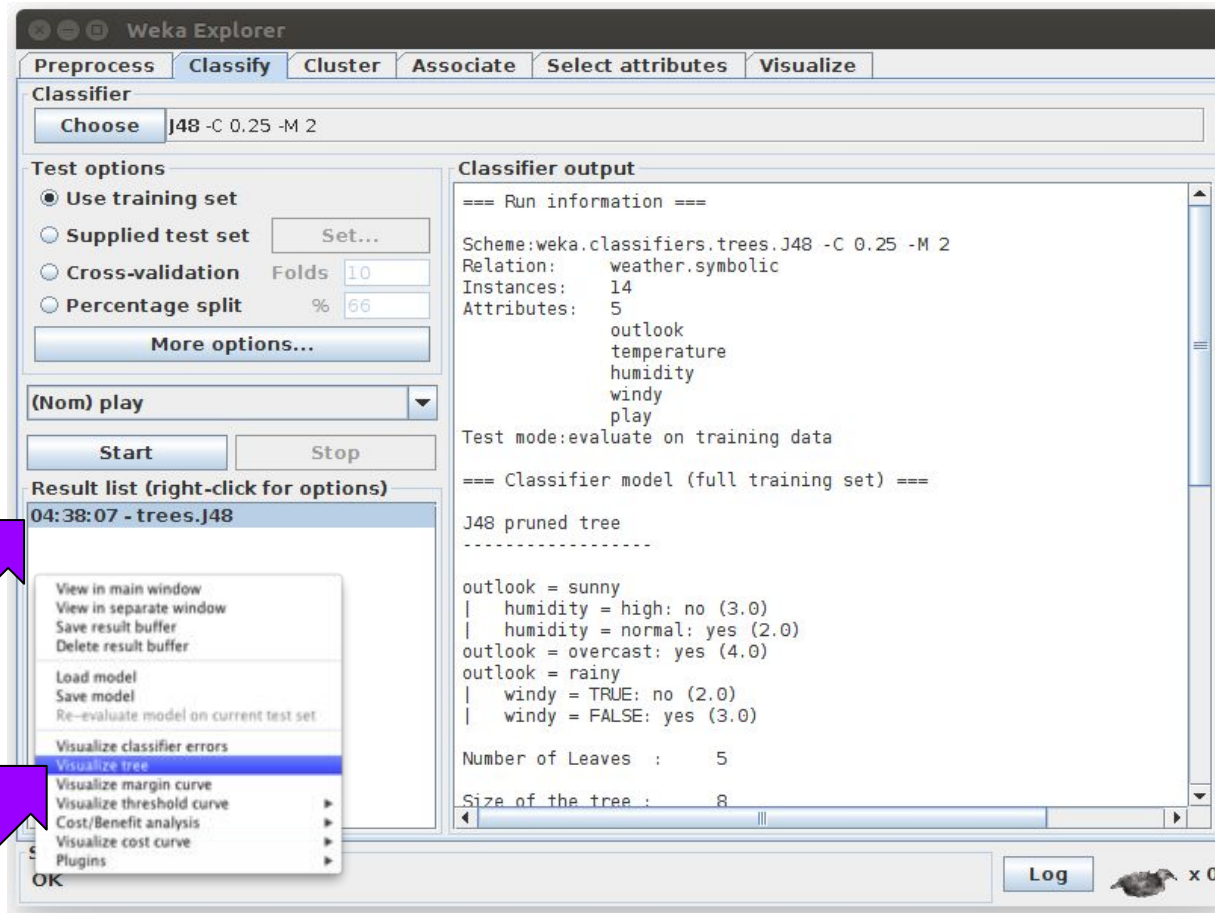 Weka Explorer
Preprocess Classify Cluster Associate Select attributes Visualize
Classifier
Choose J48 -C 0.25 -M 2
Test options
Use training set
Supplied test set Set...
Cross-validation Folds 10
Percentage split % 66
More options...
(Nom) play
Start Stop
Result list (right-click for options)
04:38:07 - trees.J48
View in main window
View in separate window
Save result buffer
Delete result buffer
Load model
Save model
Re-evaluate model on current test set
Visualize classifier errors
Visualize tree
Visualize margin curve
Visualize threshold curve
Cost/Benefit analysis
Visualize cost curve
Plugins
Classifier output
=== Run information ===
Scheme:weka.classifiers.trees.J48 -C 0.25 -M 2
Relation: weather.symbolic
Instances: 14
Attributes: 5
outlook
temperature
humidity
windy
play
Test mode:evaluate on training data
=== Classifier model (full training set) ===
J48 pruned tree
------------------
outlook = sunny
| humidity = high: no (3.0)
| humidity = normal: yes (2.0)
outlook = overcast: yes (4.0)
outlook = rainy
| windy = TRUE: no (2.0)
| windy = FALSE: yes (3.0)
Number of Leaves : 5
Size of the tree : 8
OK
Log x 0